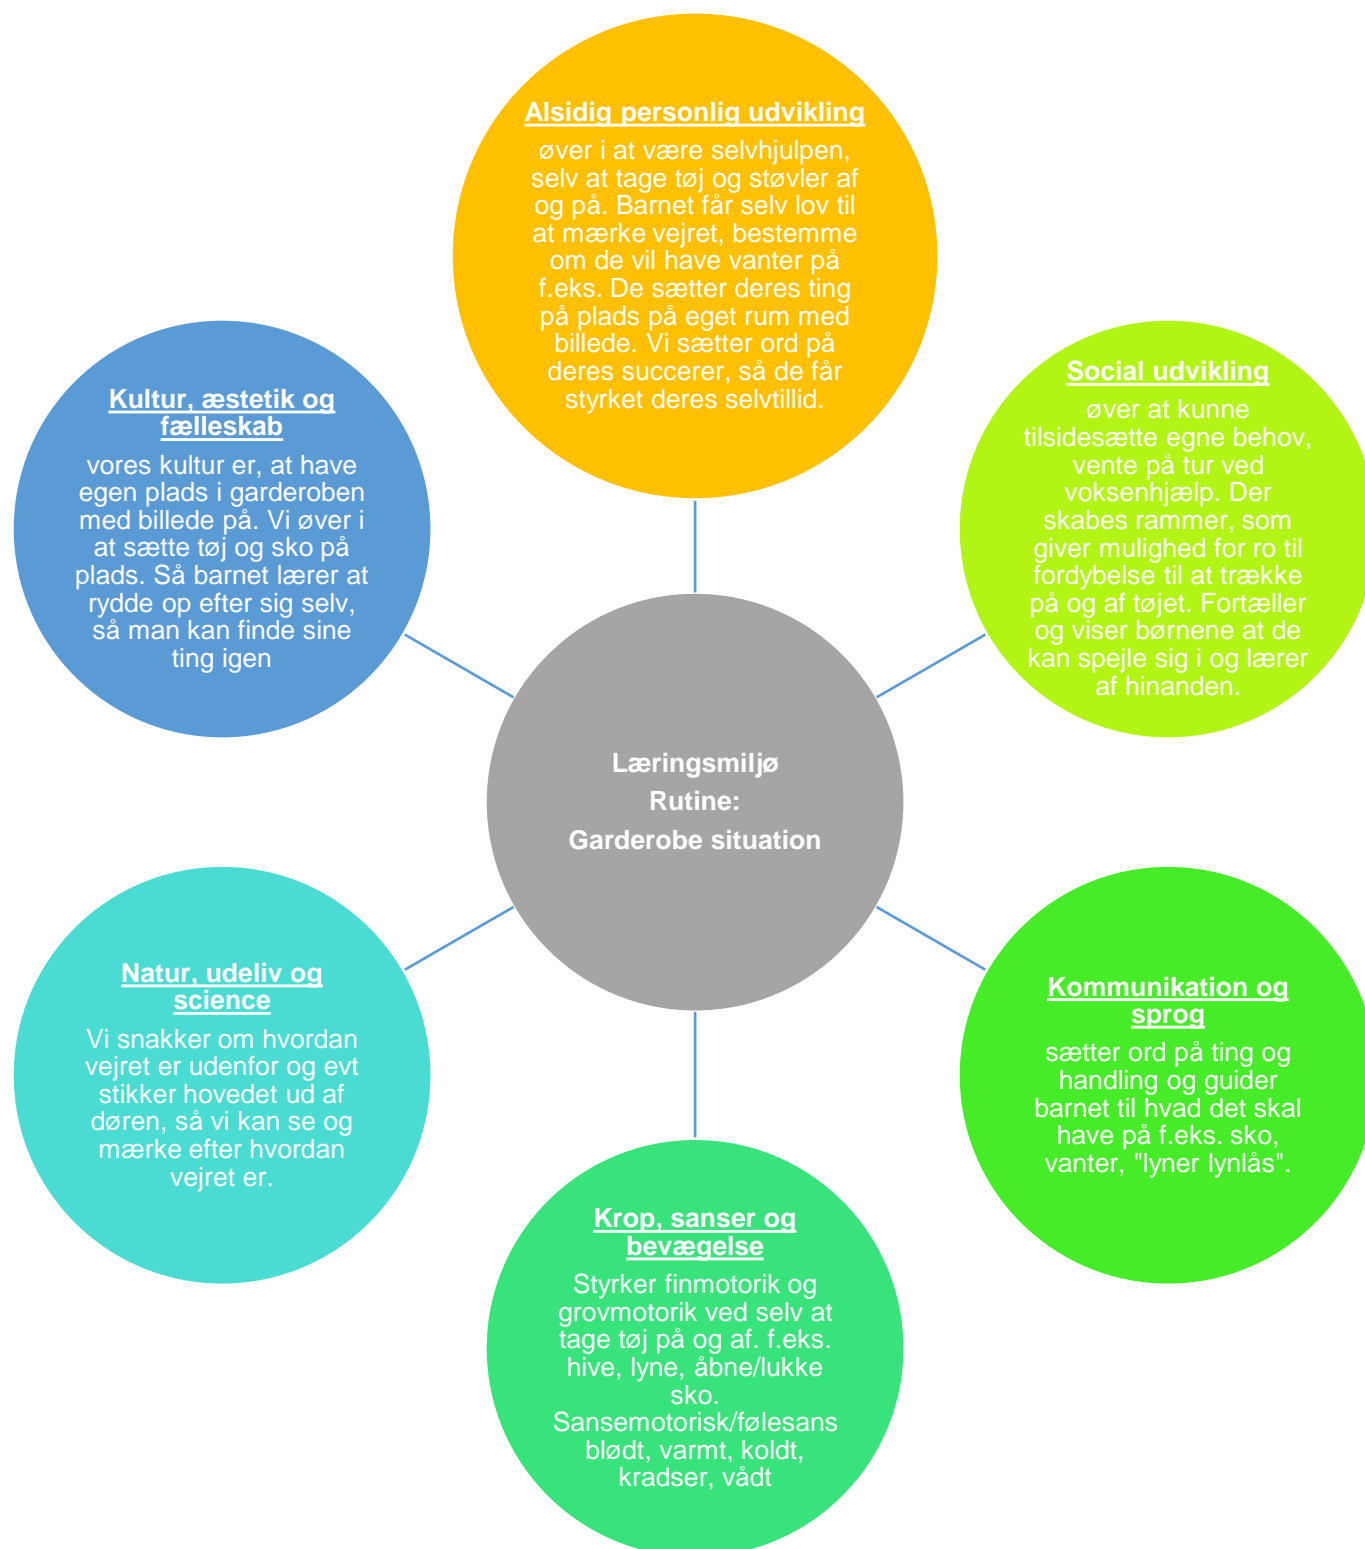 Alsidig personlig udvikling
øver i at være selvhjulpen,
selv at tage tøj og støvler af
og på. Barnet får selv lov til
at mærke vejret, bestemme
om de vil have vanter på
f.eks. De sætter deres ting
på plads på eget rum med
billede. Vi sætter ord på
deres succerer, så de får
styrket deres selvtillid.
Social udvikling
øver at kunne
tilsidesætte egne behov,
vente på tur ved
voksenhjælp. Der
skabes rammer, som
giver mulighed for ro til
fordybelse til at trække
på og af tøjet. Fortæller
og viser børnene at de
kan spejle sig i og lærer
af hinanden.
Kommunikation og
sprog
sætter ord på ting og
handling og guider
barnet til hvad det skal
have på f.eks. sko,
vanter, "lyner lynlås".
Krop, sanser og
bevægelse
Styrker finmotorik og
grovmotorik ved selv at
tage tøj på og af. f.eks.
hive, lyne, åbne/lukke
sko.
Sansemotorisk/følesans
blødt, varmt, koldt,
kradser, vådt
Natur, udeliv og
science
Vi snakker om hvordan
vejret er udenfor og evt
stikker hovedet ud af
døren, så vi kan se og
mærke efter hvordan
vejret er.
Kultur, æstetik og
fælleskab
vores kultur er, at have
egen plads i garderoben
med billede på. Vi øver i
at sætte tøj og sko på
plads. Så barnet lærer at
rydde op efter sig selv,
så man kan finde sine
ting igen
Læringsmiljø
Rutine:
Garderobe situation